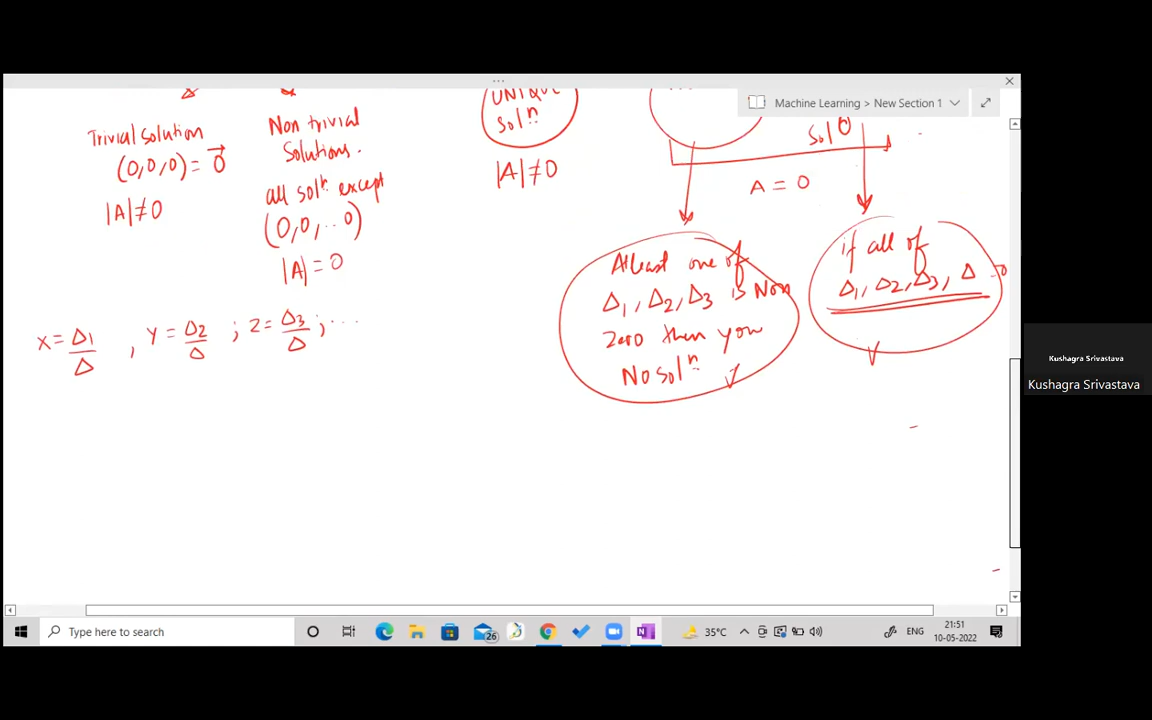 Machine Learning > New Section 1
Trivial solution
(0,0,0) = 0
|A| ≠ 0
Non trivial
Solutions.
all solⁿ except
(0,0,...0)
|A| = 0
UNIQUE
Solⁿ
|A| ≠ 0
Sol
A = 0
Atleast one of
Δ1, Δ2, Δ3 is Non
Zero then you
No solⁿ
if all of
Δ1, Δ2, Δ3, Δ = 0
X = Δ1/Δ , Y = Δ2/Δ ; Z = Δ3/Δ ; ...
Kushagra Srivastava
Kushagra Srivastava
Type here to search
26
35°C
ENG
21:51
10-05-2022